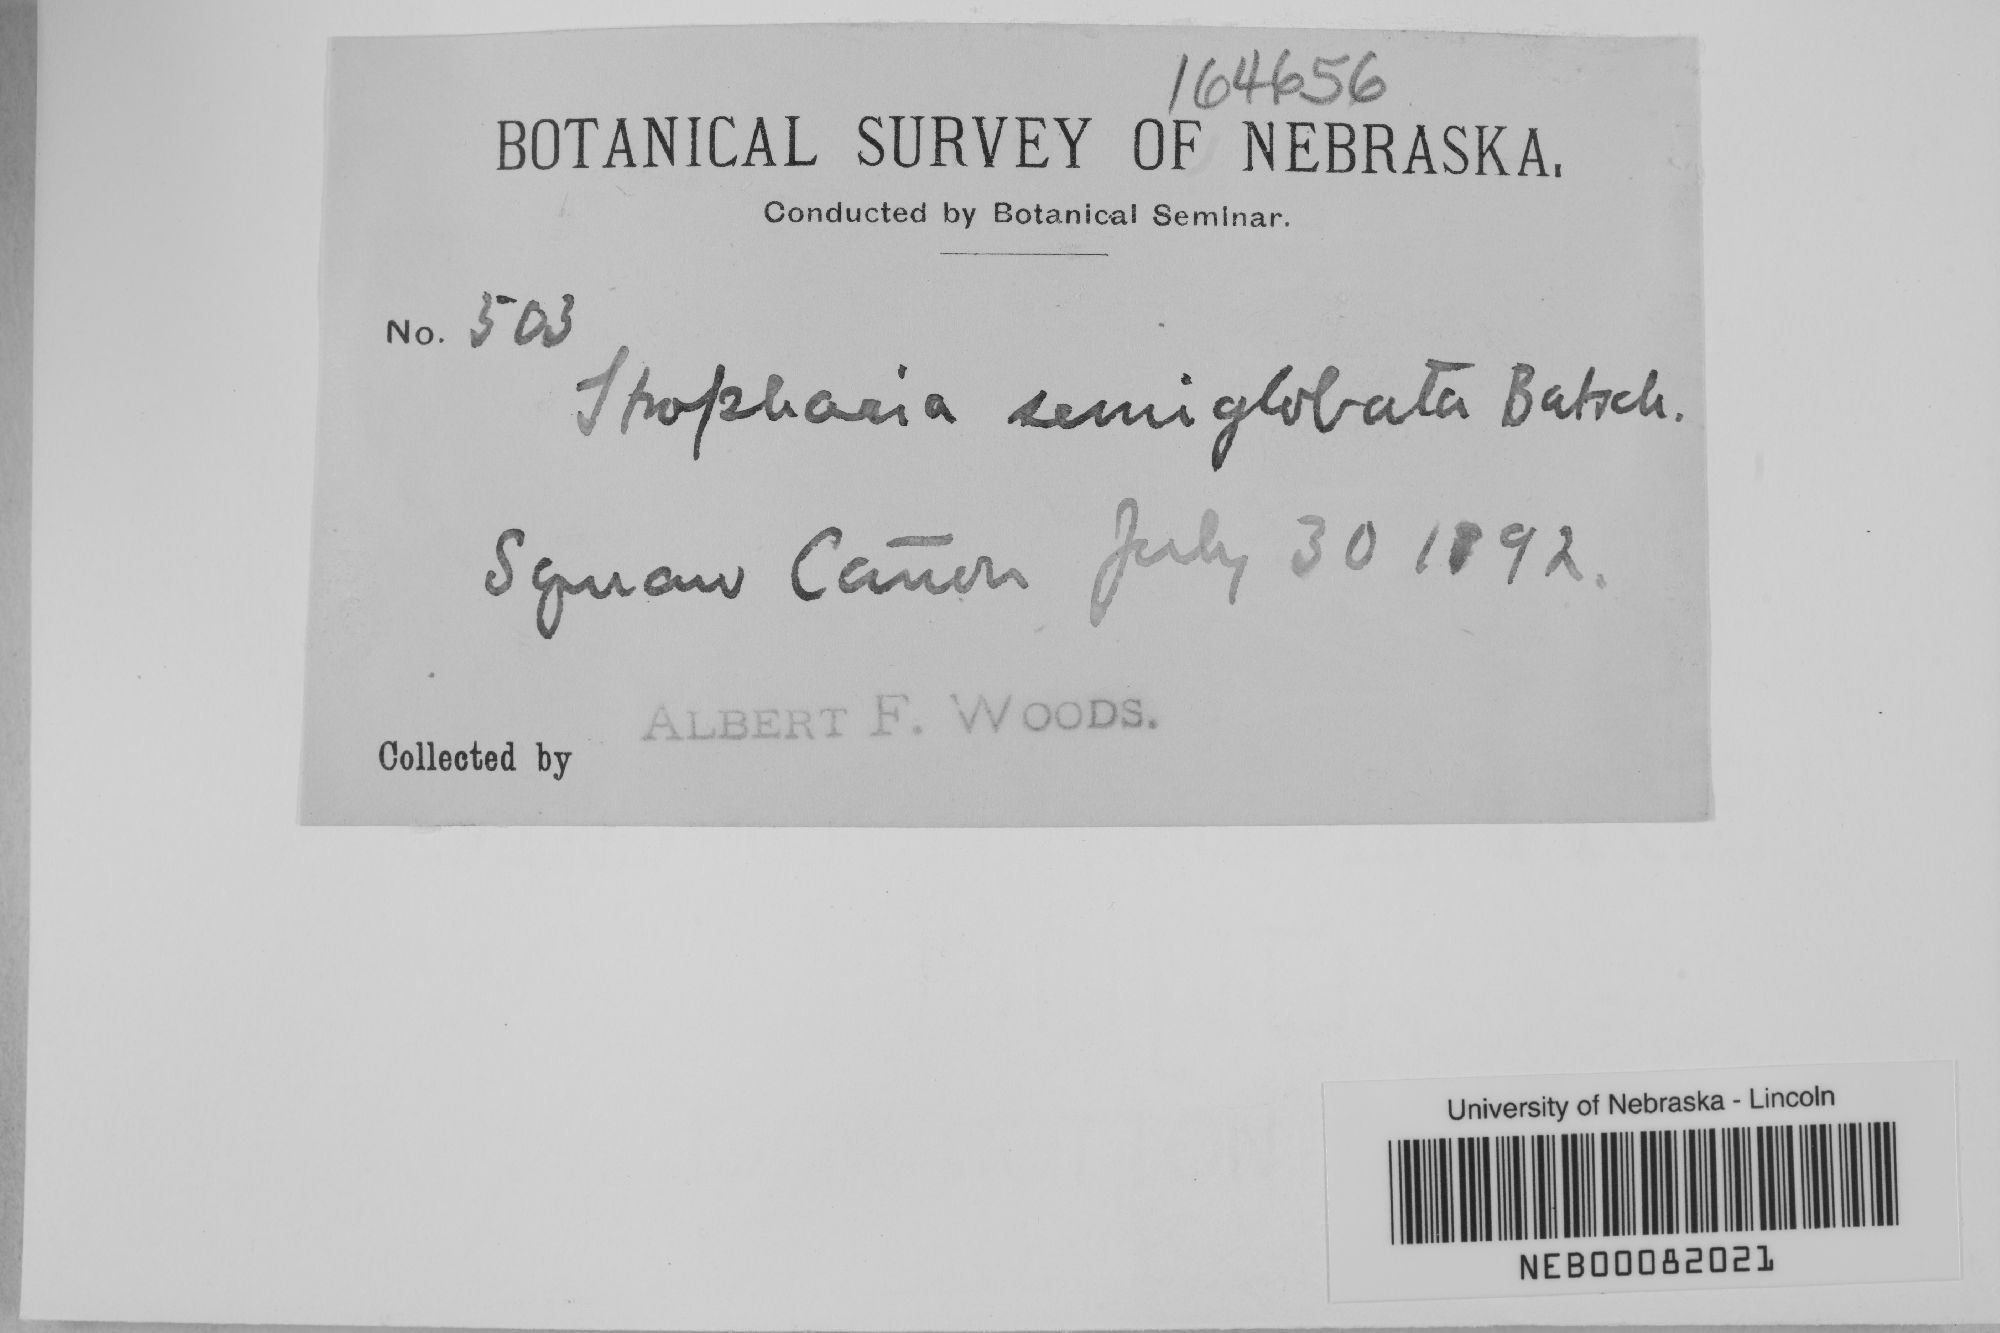 164656
BOTANICAL SURVEY OF NEBRASKA.
Conducted by Botanical Seminar.
No. 503
Stropharia semiglobata Batsch.
Squaw Cañon July 30 1892.
ALBERT F. WOODS.
Collected by
University of Nebraska - Lincoln
NEB00082021